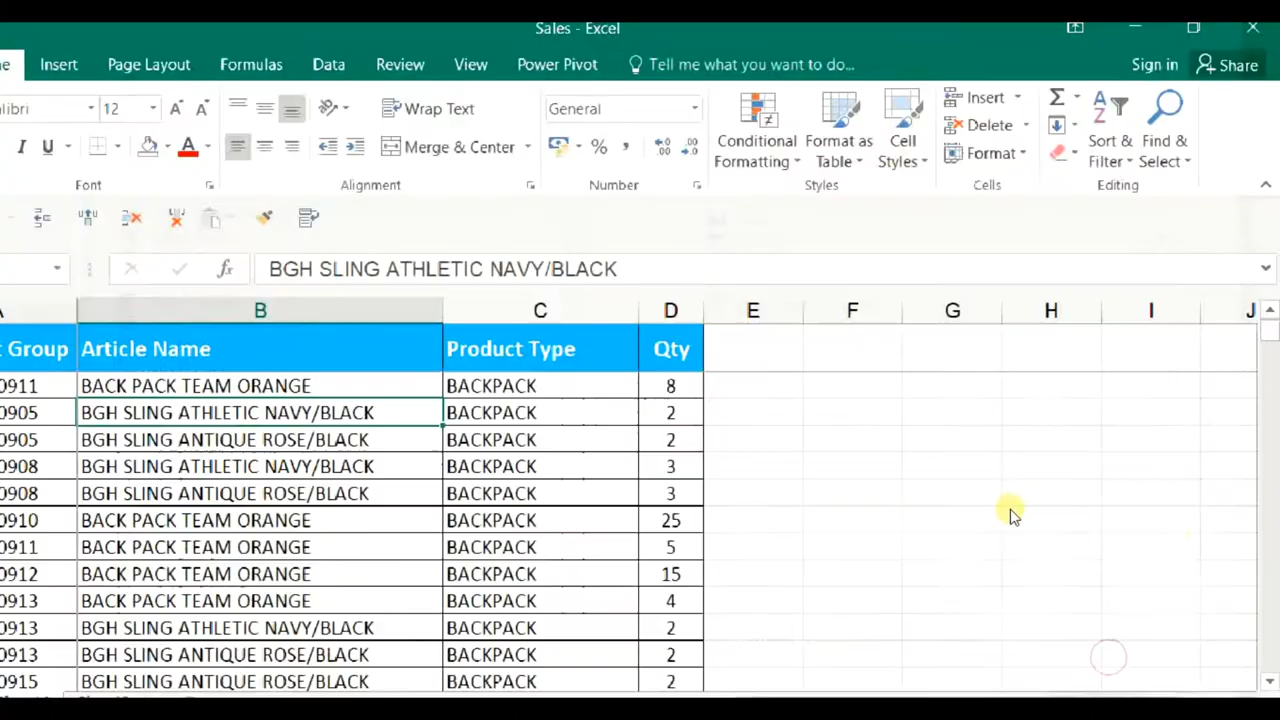 Sales - Excel
Insert Page Layout Formulas Data Review View Power Pivot Tell me what you want to do... Sign in Share
12 Wrap Text General Conditional Formatting Format as Table Cell Styles Insert Σ Sort & Filter Find & Select
I U A Merge & Center % , Delete
Format
Font Alignment Number Styles Cells Editing
fx BGH SLING ATHLETIC NAVY/BLACK
B C D E F G H I J
Group Article Name Product Type Qty
0911 BACK PACK TEAM ORANGE BACKPACK 8
0905 BGH SLING ATHLETIC NAVY/BLACK BACKPACK 2
0905 BGH SLING ANTIQUE ROSE/BLACK BACKPACK 2
0908 BGH SLING ATHLETIC NAVY/BLACK BACKPACK 3
0908 BGH SLING ANTIQUE ROSE/BLACK BACKPACK 3
0910 BACK PACK TEAM ORANGE BACKPACK 25
0911 BACK PACK TEAM ORANGE BACKPACK 5
0912 BACK PACK TEAM ORANGE BACKPACK 15
0913 BACK PACK TEAM ORANGE BACKPACK 4
0913 BGH SLING ATHLETIC NAVY/BLACK BACKPACK 2
0913 BGH SLING ANTIQUE ROSE/BLACK BACKPACK 2
0915 BGH SLING ANTIQUE ROSE/BLACK BACKPACK 2